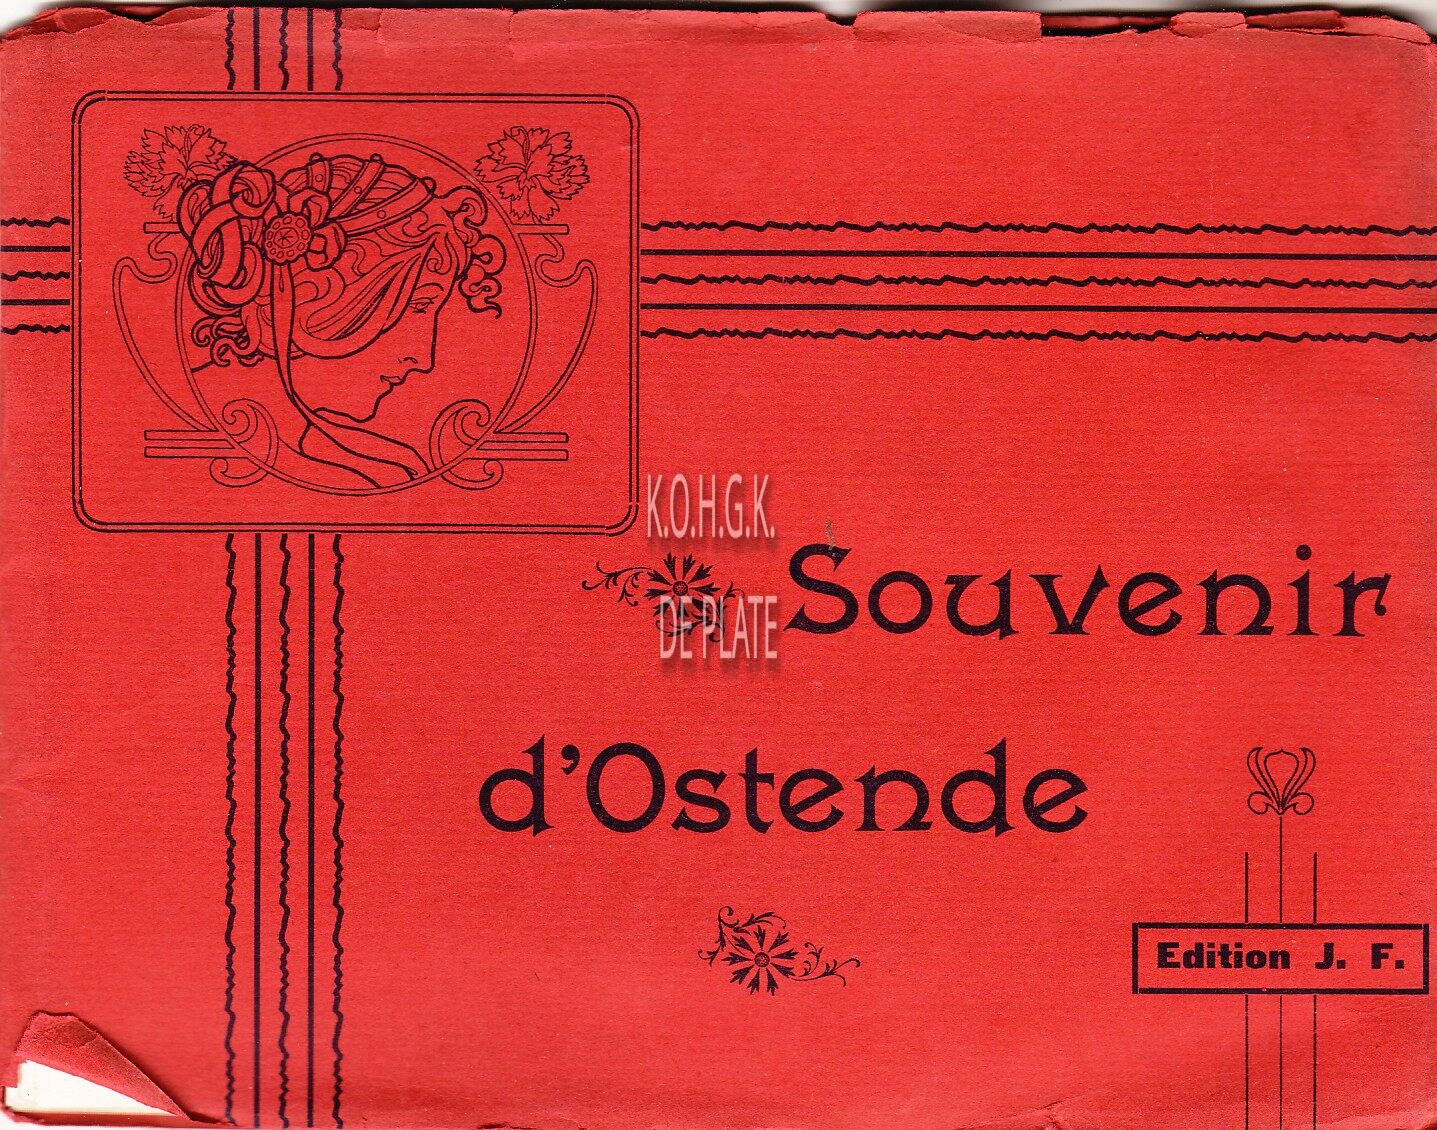 K.O.H.G.K.
DE PLATE
Souvenir
d'Ostende
Edition J. F.